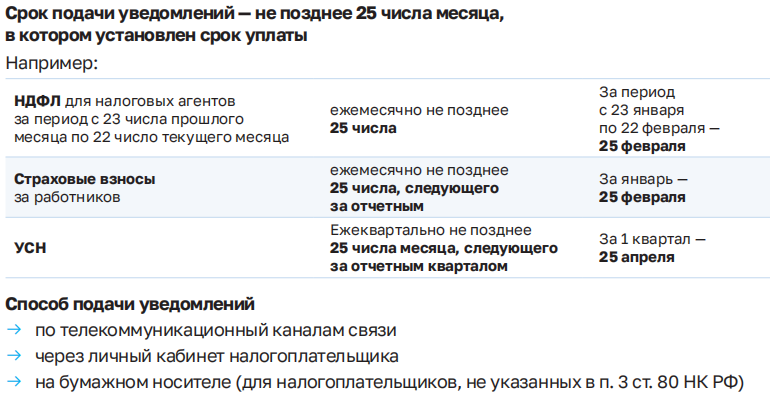 Срок подачи уведомлений — не позднее 25 числа месяца,
в котором установлен срок уплаты
Например:
НДФЛ для налоговых агентов
за период с 23 числа прошлого
месяца по 22 число текущего месяца
ежемесячно не позднее
25 числа
За период
с 23 января
по 22 февраля —
25 февраля
Страховые взносы
за работников
ежемесячно не позднее
25 числа, следующего
за отчетным
За январь —
25 февраля
УСН
Ежеквартально не позднее
25 числа месяца, следующего
за отчетным кварталом
За 1 квартал —
25 апреля
Способ подачи уведомлений
→ по телекоммуникационный каналам связи
→ через личный кабинет налогоплательщика
→ на бумажном носителе (для налогоплательщиков, не указанных в п. 3 ст. 80 НК РФ)